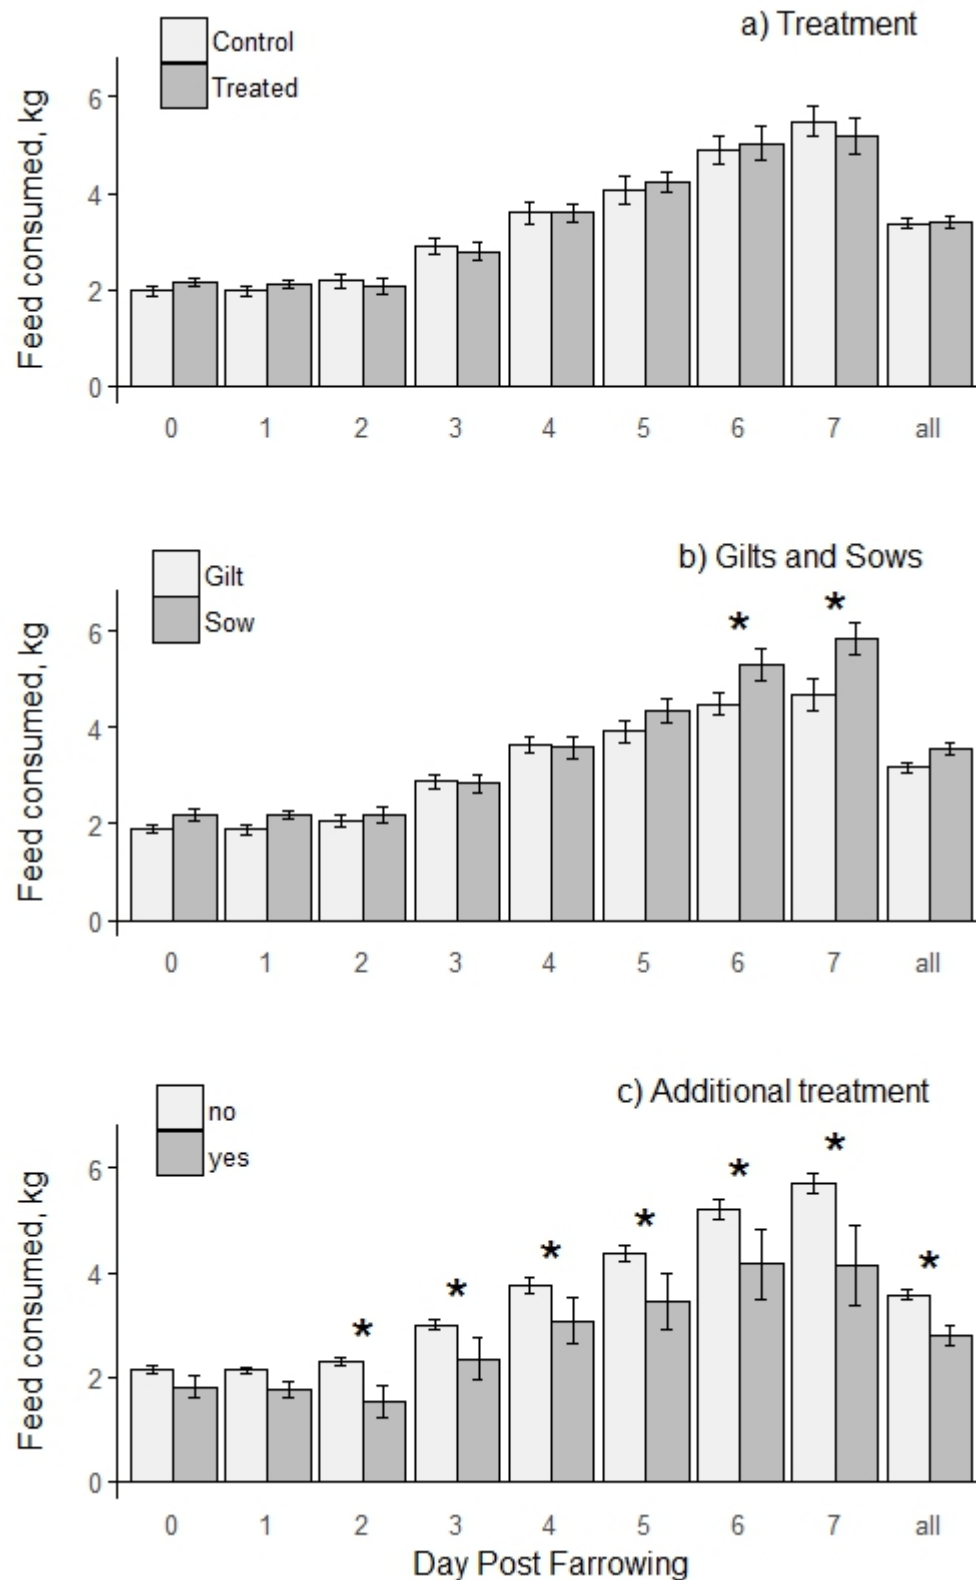 a) Treatment
Control
Treated
Feed consumed, kg
6
4
2
0
0 1 2 3 4 5 6 7 all
b) Gilts and Sows
Gilt
Sow
Feed consumed, kg
* *
6
4
2
0
0 1 2 3 4 5 6 7 all
c) Additional treatment
no
yes
Feed consumed, kg
* * * * * * *
6
4
2
0
0 1 2 3 4 5 6 7 all
Day Post Farrowing